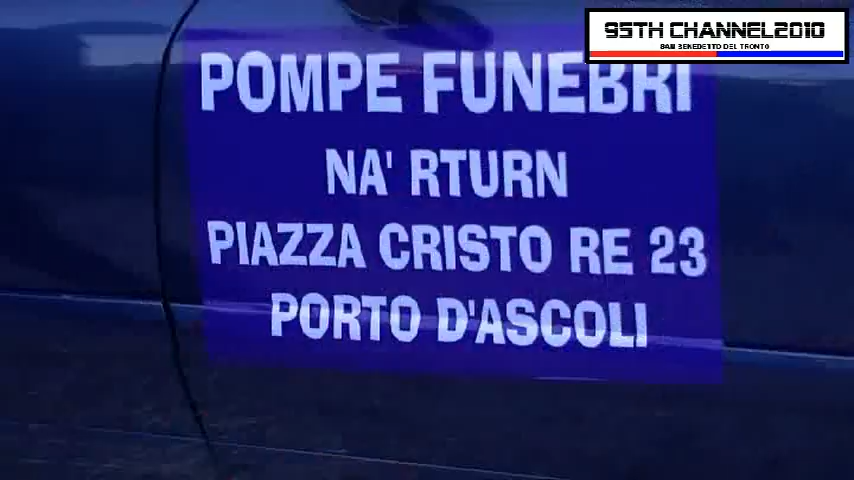 95TH CHANNEL2010
SAN BENEDETTO DEL TRONTO
POMPE FUNEBRI
NA' RTURN
PIAZZA CRISTO RE 23
PORTO D'ASCOLI